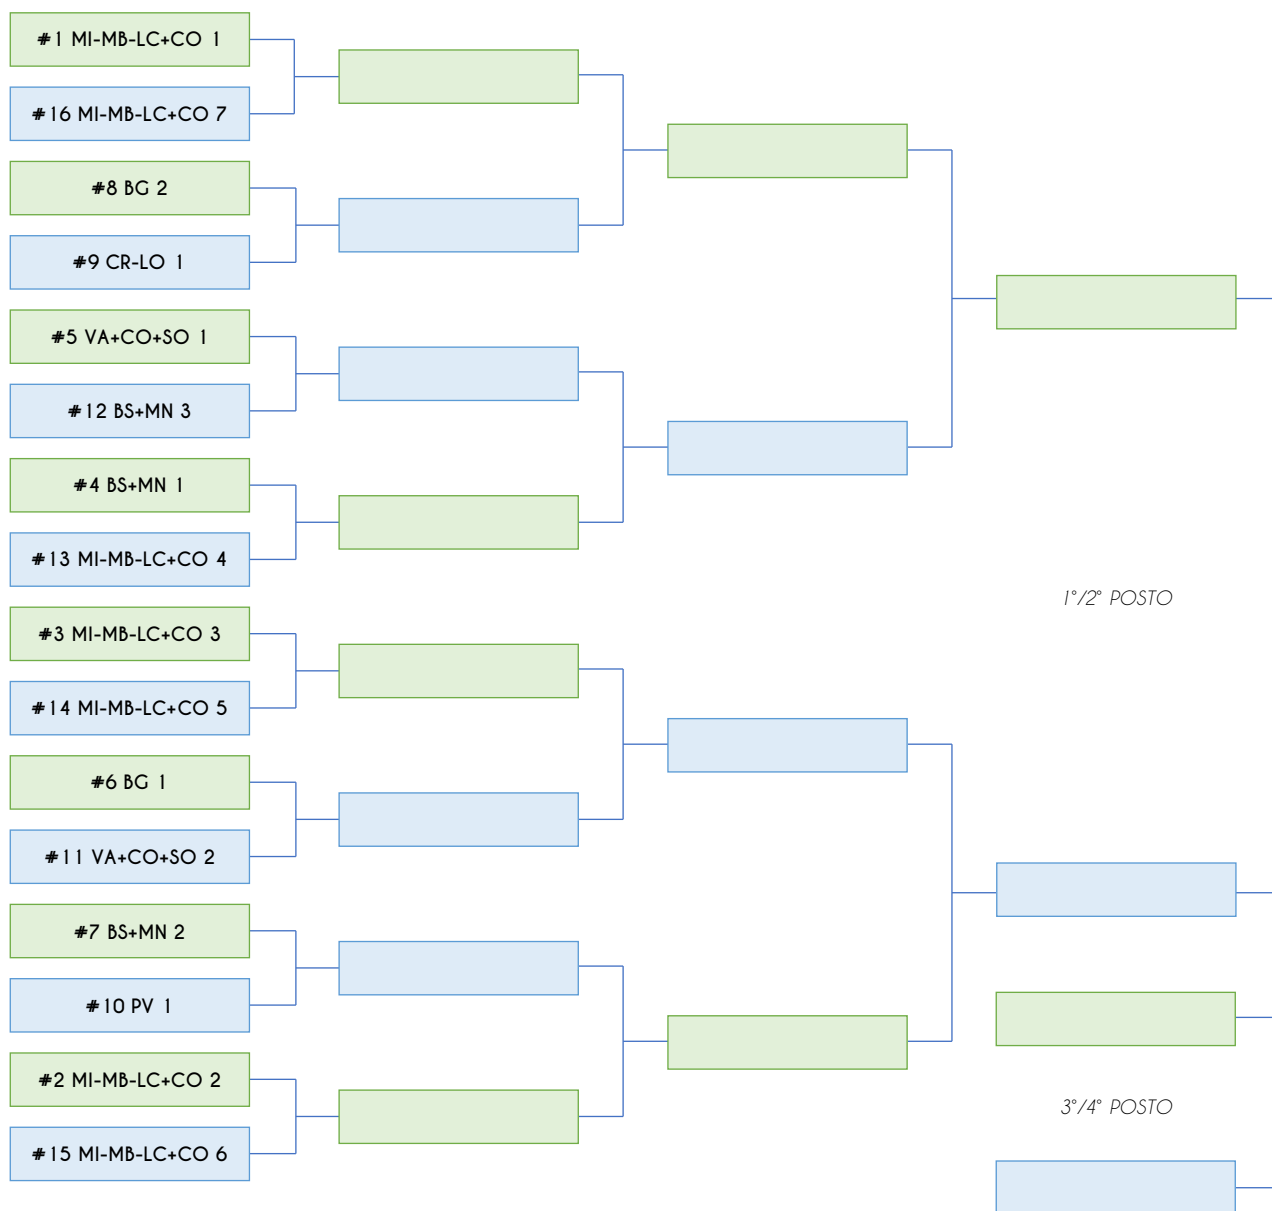 #1 MI-MB-LC+CO 1
#16 MI-MB-LC+CO 7
#8 BG 2
#9 CR-LO 1
#5 VA+CO+SO 1
#12 BS+MN 3
#4 BS+MN 1
#13 MI-MB-LC+CO 4
1°/2° POSTO
#3 MI-MB-LC+CO 3
#14 MI-MB-LC+CO 5
#6 BG 1
#11 VA+CO+SO 2
#7 BS+MN 2
#10 PV 1
#2 MI-MB-LC+CO 2
3°/4° POSTO
#15 MI-MB-LC+CO 6